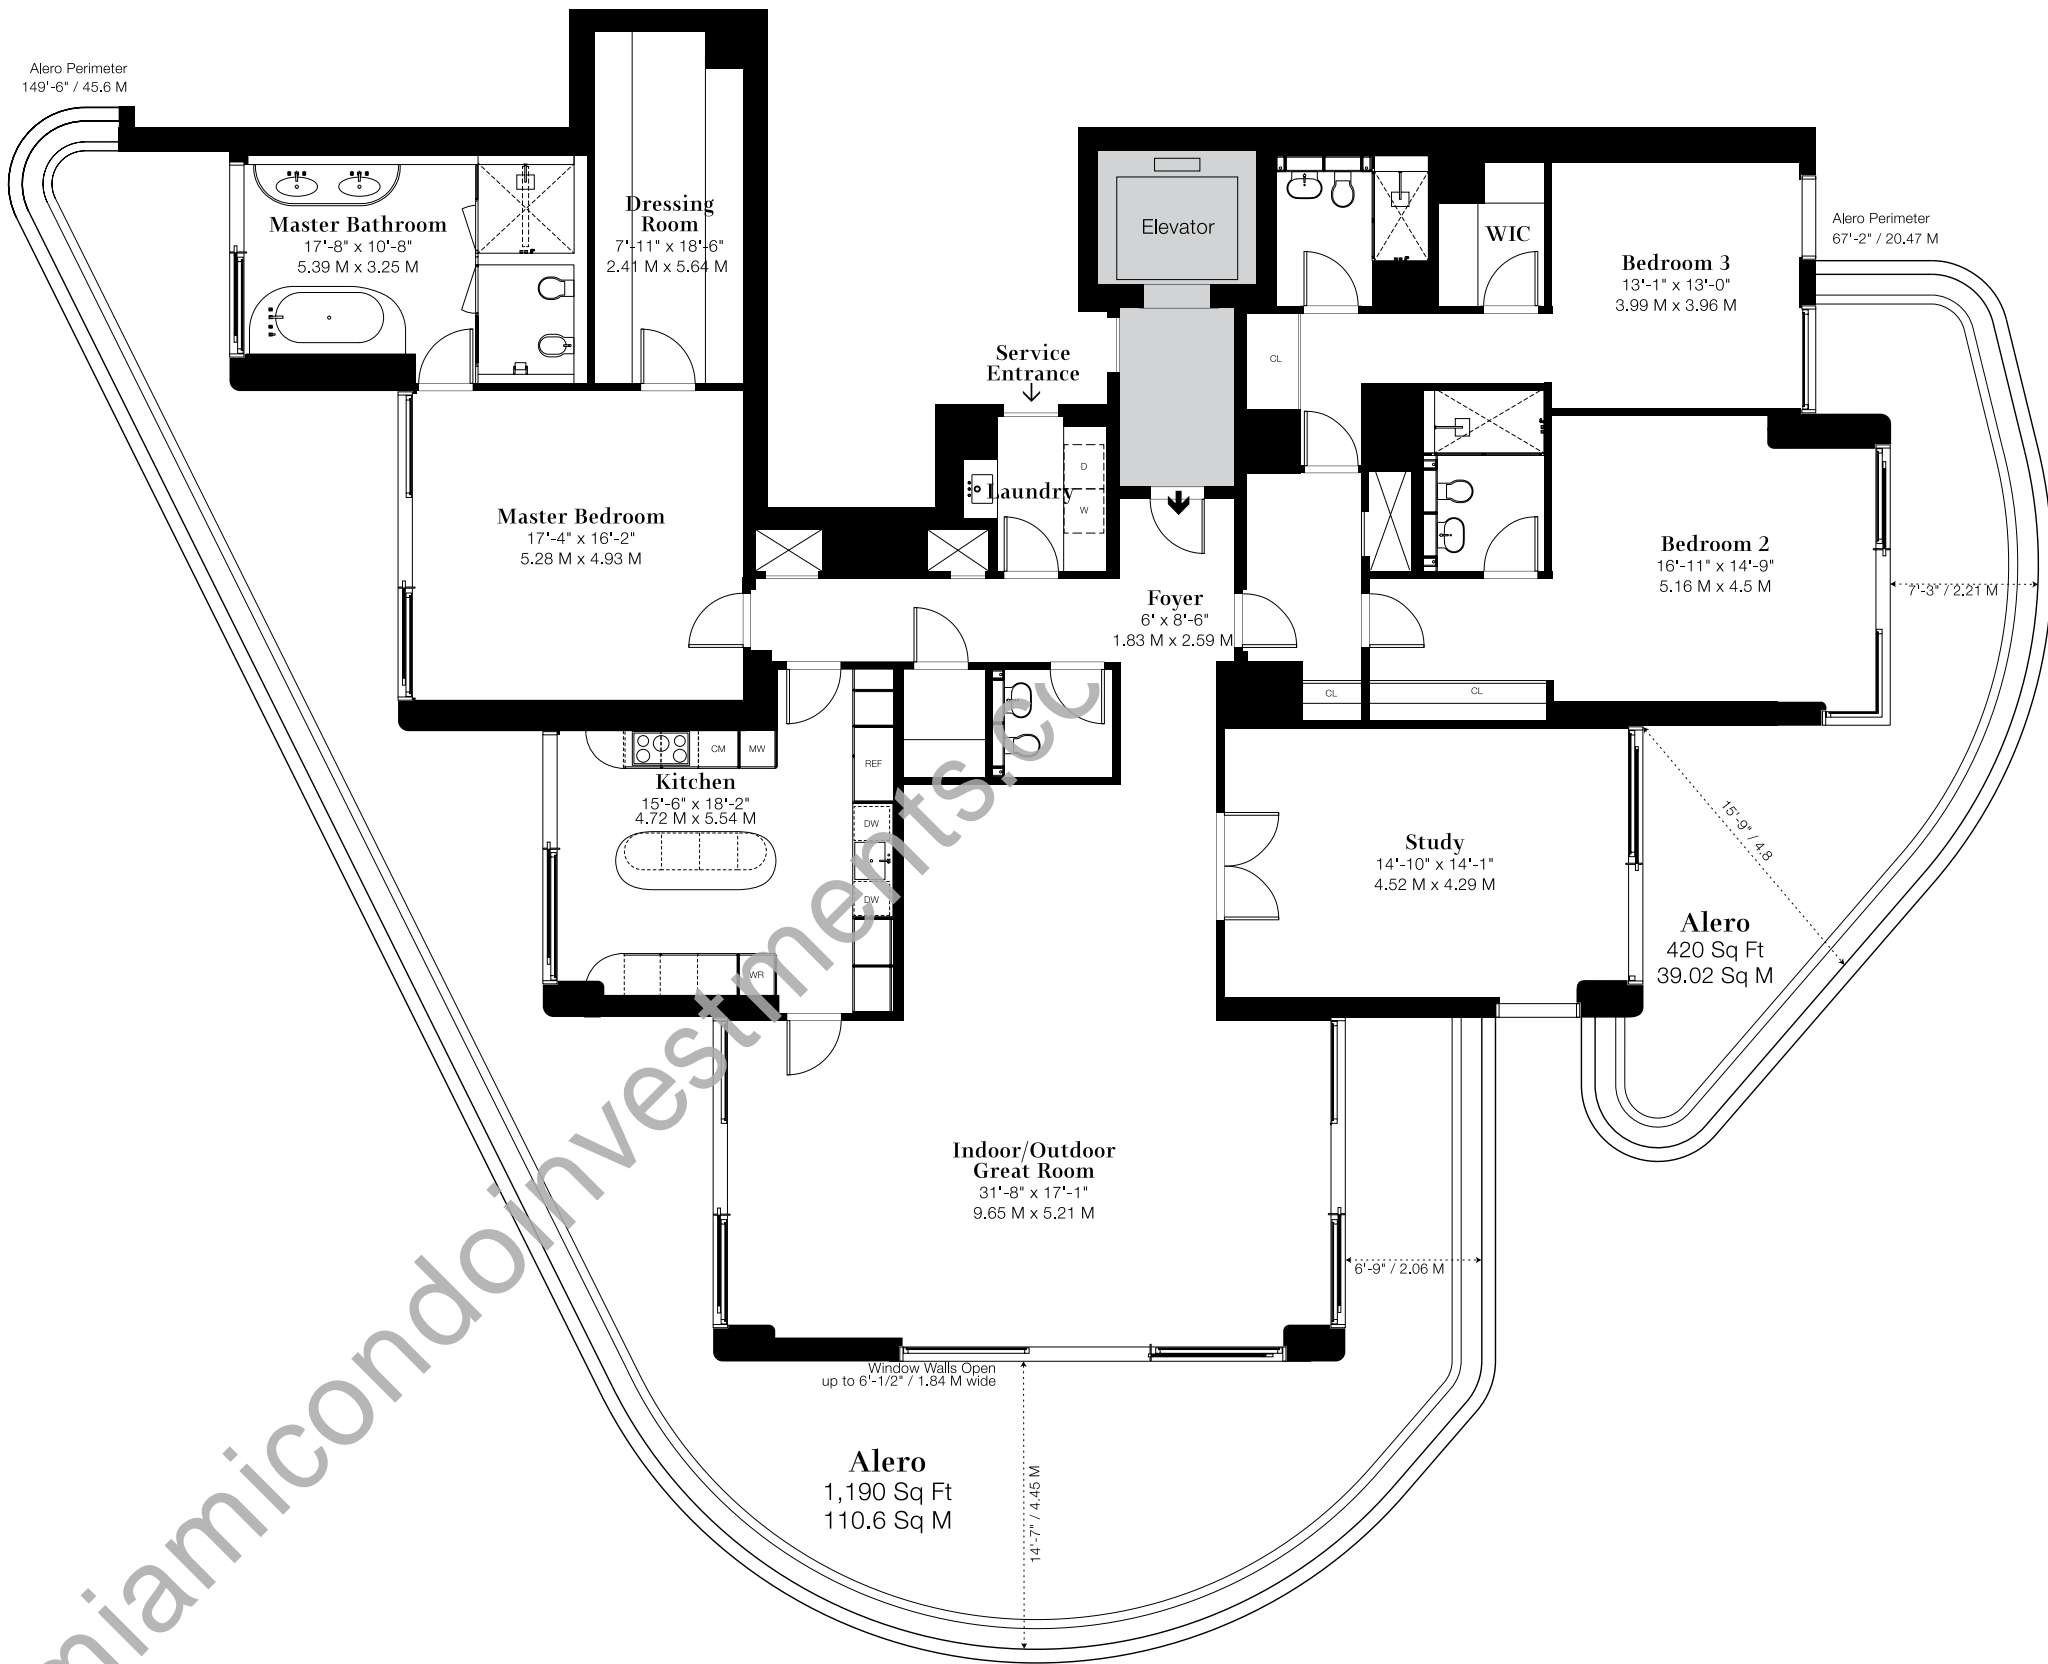 Alero Perimeter
149'-6" / 45.6 M
Master Bathroom
17'-8" x 10'-8"
5.39 M x 3.25 M
Dressing
Room
7'-11" x 18'-6"
2.41 M x 5.64 M
Elevator
WIC
Bedroom 3
13'-1" x 13'-0"
3.99 M x 3.96 M
Alero Perimeter
67'-2" / 20.47 M
Service
Entrance
CL
Master Bedroom
17'-4" x 16'-2"
5.28 M x 4.93 M
D
Laundry
W
Bedroom 2
16'-11" x 14'-9"
5.16 M x 4.5 M
7'-3" / 2.21 M
Foyer
6' x 8'-6"
1.83 M x 2.59 M
CL
CL
CM
MW
REF
Kitchen
15'-6" x 18'-2"
4.72 M x 5.54 M
DW
DW
WR
Study
14'-10" x 14'-1"
4.52 M x 4.29 M
15'-9" / 4.8
Alero
420 Sq Ft
39.02 Sq M
Indoor/Outdoor
Great Room
31'-8" x 17'-1"
9.65 M x 5.21 M
6'-9" / 2.06 M
Window Walls Open
up to 6'-1/2" / 1.84 M wide
Alero
1,190 Sq Ft
110.6 Sq M
14'-7" / 4.45 M
miamicondoinvestments.co